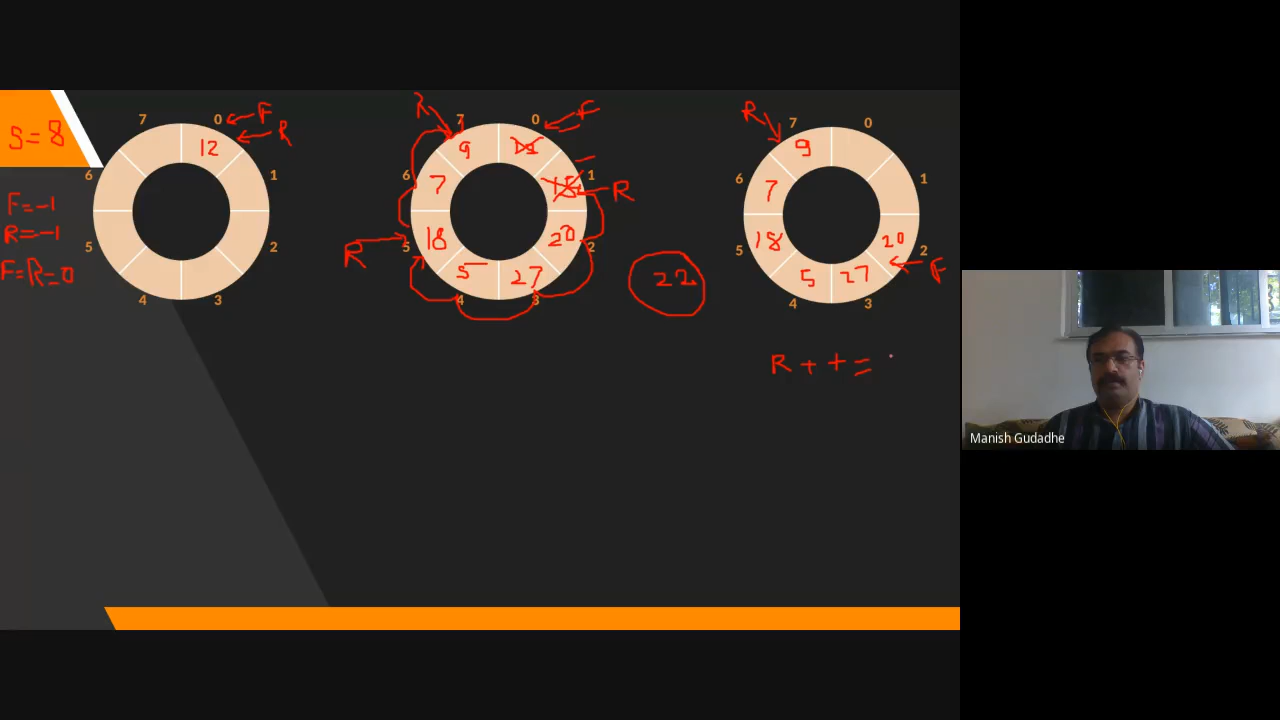 S=8
F=-1
R=-1
F=R=0
7 0 F
R
12
6 1
5 2
4 3
R 7 0 F
9
6 7 1 R
R 5 18 20 2
5 27
4 3
22
R 7 0
9
6 7 1
5 18 20 2 F
5 27
4 3
R++=
Manish Gudadhe